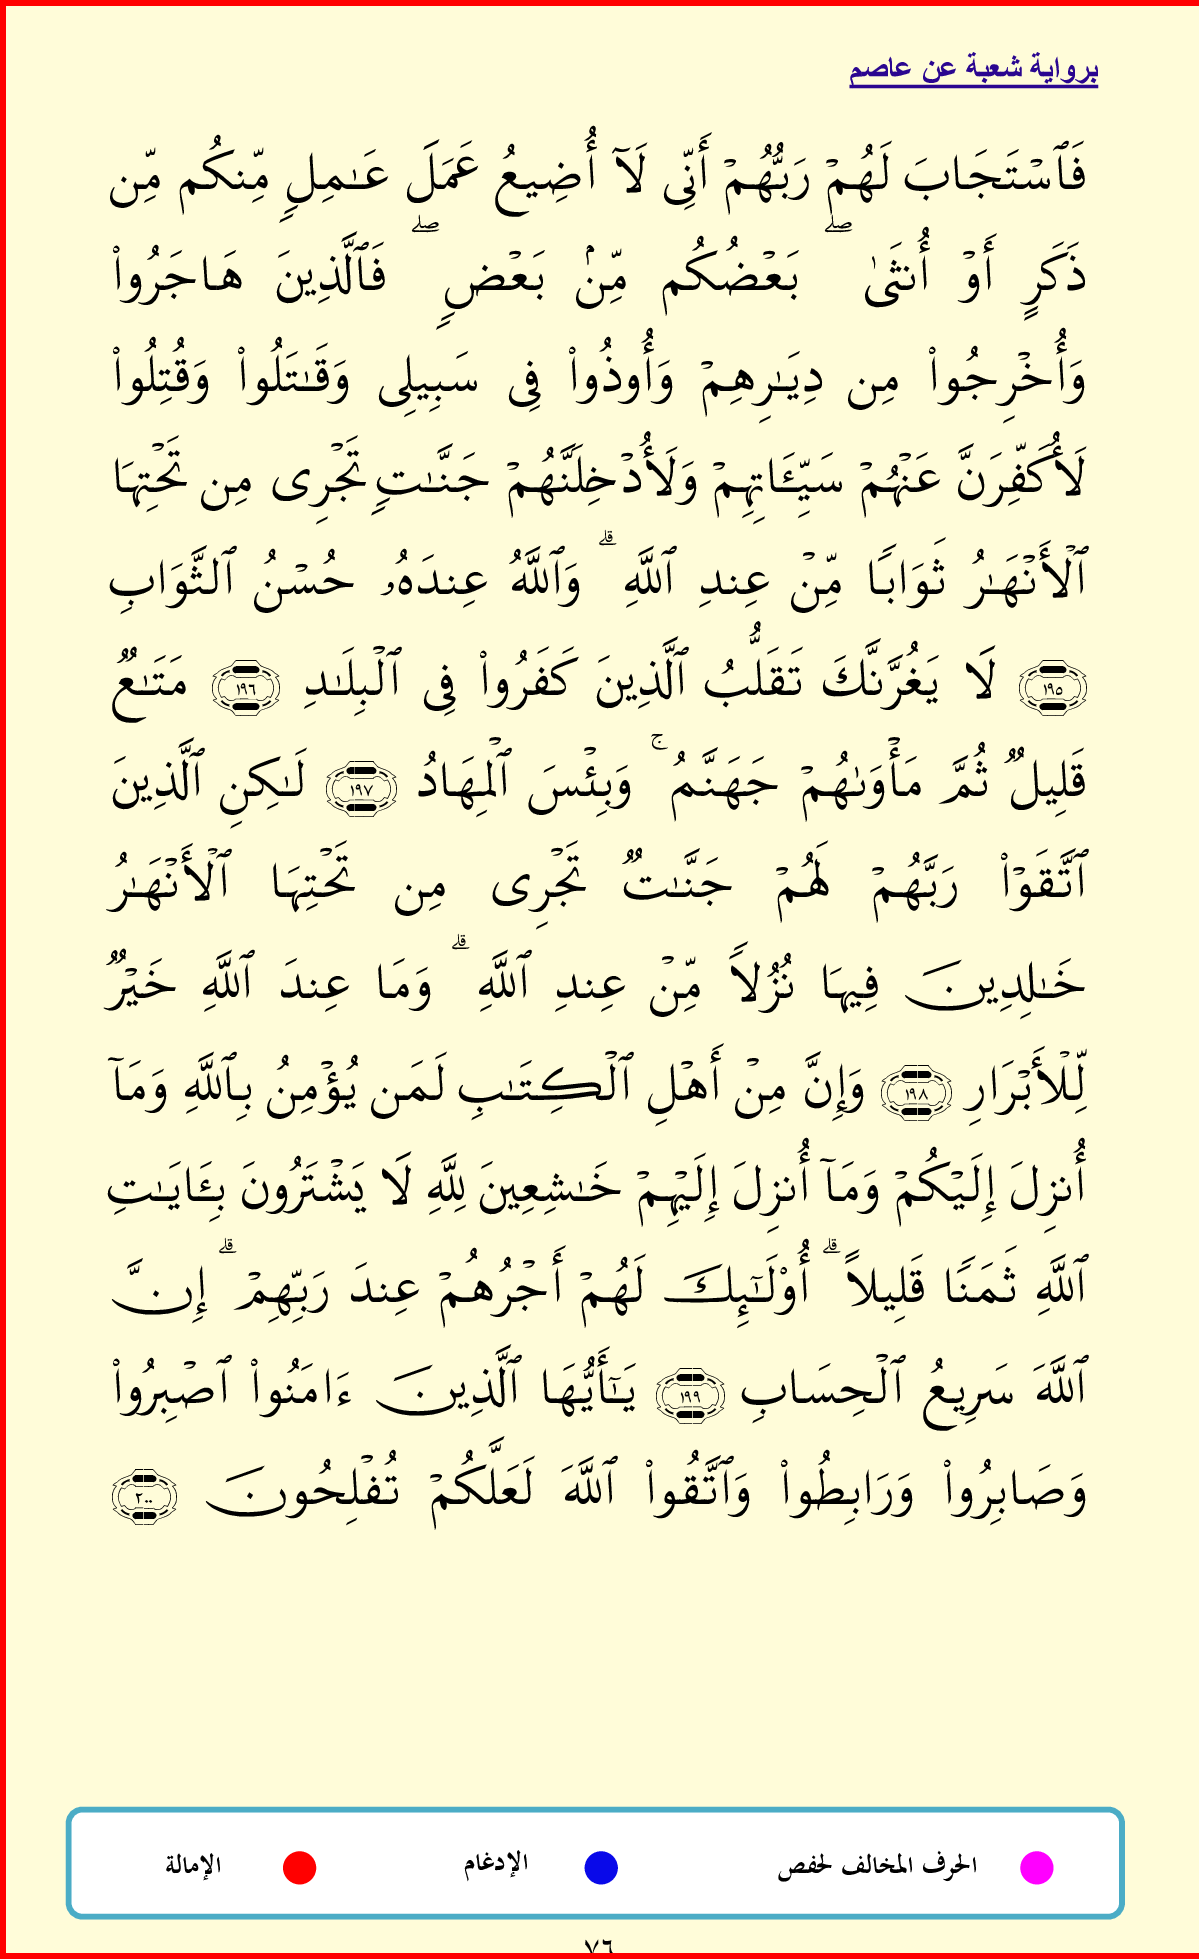 برواية شعبة عن عاصم
فَٱسۡتَجَابَ لَهُمۡ رَبُّهُمۡ أَنِّى لَآ أُضِيعُ عَمَلَ عَـٰمِلٍ مِّنكُم مِّن
ذَكَرٍ أَوۡ أُنثَىٰۖ بَعۡضُكُم مِّنۢ بَعۡضٍۖ فَٱلَّذِينَ هَاجَرُواْ
وَأُخۡرِجُواْ مِن دِيَـٰرِهِمۡ وَأُوذُواْ فِى سَبِيلِى وَقَـٰتَلُواْ وَقُتِلُواْ
لَأُكَفِّرَنَّ عَنۡهُمۡ سَيِّـَٔاتِهِمۡ وَلَأُدۡخِلَنَّهُمۡ جَنَّـٰتٍ تَجۡرِى مِن تَحۡتِهَا
ٱلۡأَنۡهَـٰرُ ثَوَابًا مِّنۡ عِندِ ٱللَّهِۗ وَٱللَّهُ عِندَهُۥ حُسۡنُ ٱلثَّوَابِ
١٩٥ لَا يَغُرَّنَّكَ تَقَلُّبُ ٱلَّذِينَ كَفَرُواْ فِى ٱلۡبِلَـٰدِ ١٩٦ مَتَـٰعٌ
قَلِيلٌ ثُمَّ مَأۡوَىٰهُمۡ جَهَنَّمُۚ وَبِئۡسَ ٱلۡمِهَادُ ١٩٧ لَـٰكِنِ ٱلَّذِينَ
ٱتَّقَوۡاْ رَبَّهُمۡ لَهُمۡ جَنَّـٰتٌ تَجۡرِى مِن تَحۡتِهَا ٱلۡأَنۡهَـٰرُ
خَـٰلِدِينَ فِيهَا نُزُلاً مِّنۡ عِندِ ٱللَّهِۗ وَمَا عِندَ ٱللَّهِ خَيۡرٌ
لِّلۡأَبۡرَارِ ١٩٨ وَإِنَّ مِنۡ أَهۡلِ ٱلۡكِتَـٰبِ لَمَن يُؤۡمِنُ بِٱللَّهِ وَمَآ
أُنزِلَ إِلَيۡكُمۡ وَمَآ أُنزِلَ إِلَيۡهِمۡ خَـٰشِعِينَ لِلَّهِ لَا يَشۡتَرُونَ بِـَٔايَـٰتِ
ٱللَّهِ ثَمَنًا قَلِيلاًۗ أُوْلَـٰٓئِكَ لَهُمۡ أَجۡرُهُمۡ عِندَ رَبِّهِمۡۗ إِنَّ
ٱللَّهَ سَرِيعُ ٱلۡحِسَابِ ١٩٩ يَـٰٓأَيُّهَا ٱلَّذِينَ ءَامَنُواْ ٱصۡبِرُواْ
وَصَابِرُواْ وَرَابِطُواْ وَٱتَّقُواْ ٱللَّهَ لَعَلَّكُمۡ تُفۡلِحُونَ ٢٠٠
الحرف المخالف لحفص الإدغام الإمالة
٧٦